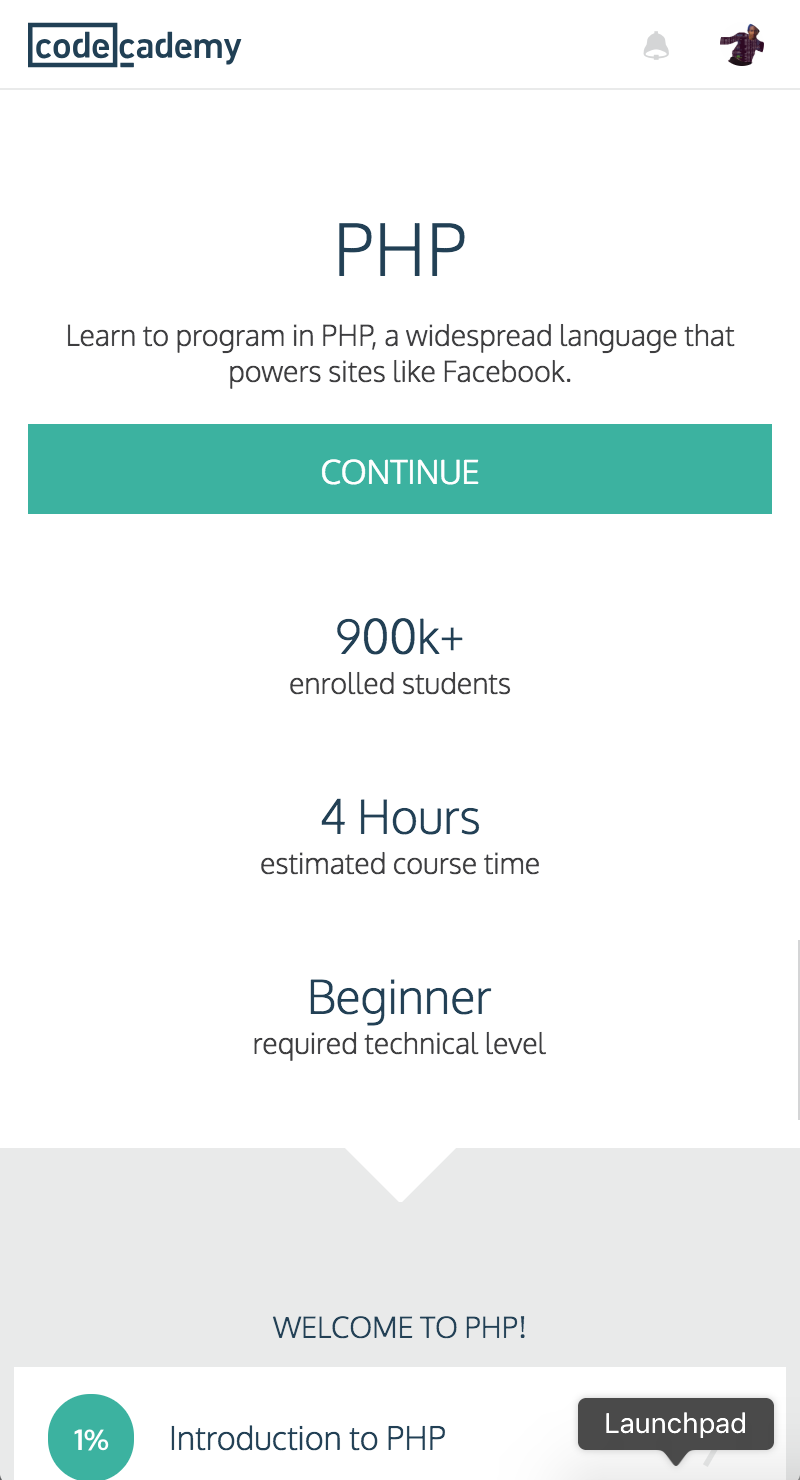 codecademy
PHP
Learn to program in PHP, a widespread language that
powers sites like Facebook.
CONTINUE
900k+
enrolled students
4 Hours
estimated course time
Beginner
required technical level
WELCOME TO PHP!
1% Introduction to PHP
Launchpad